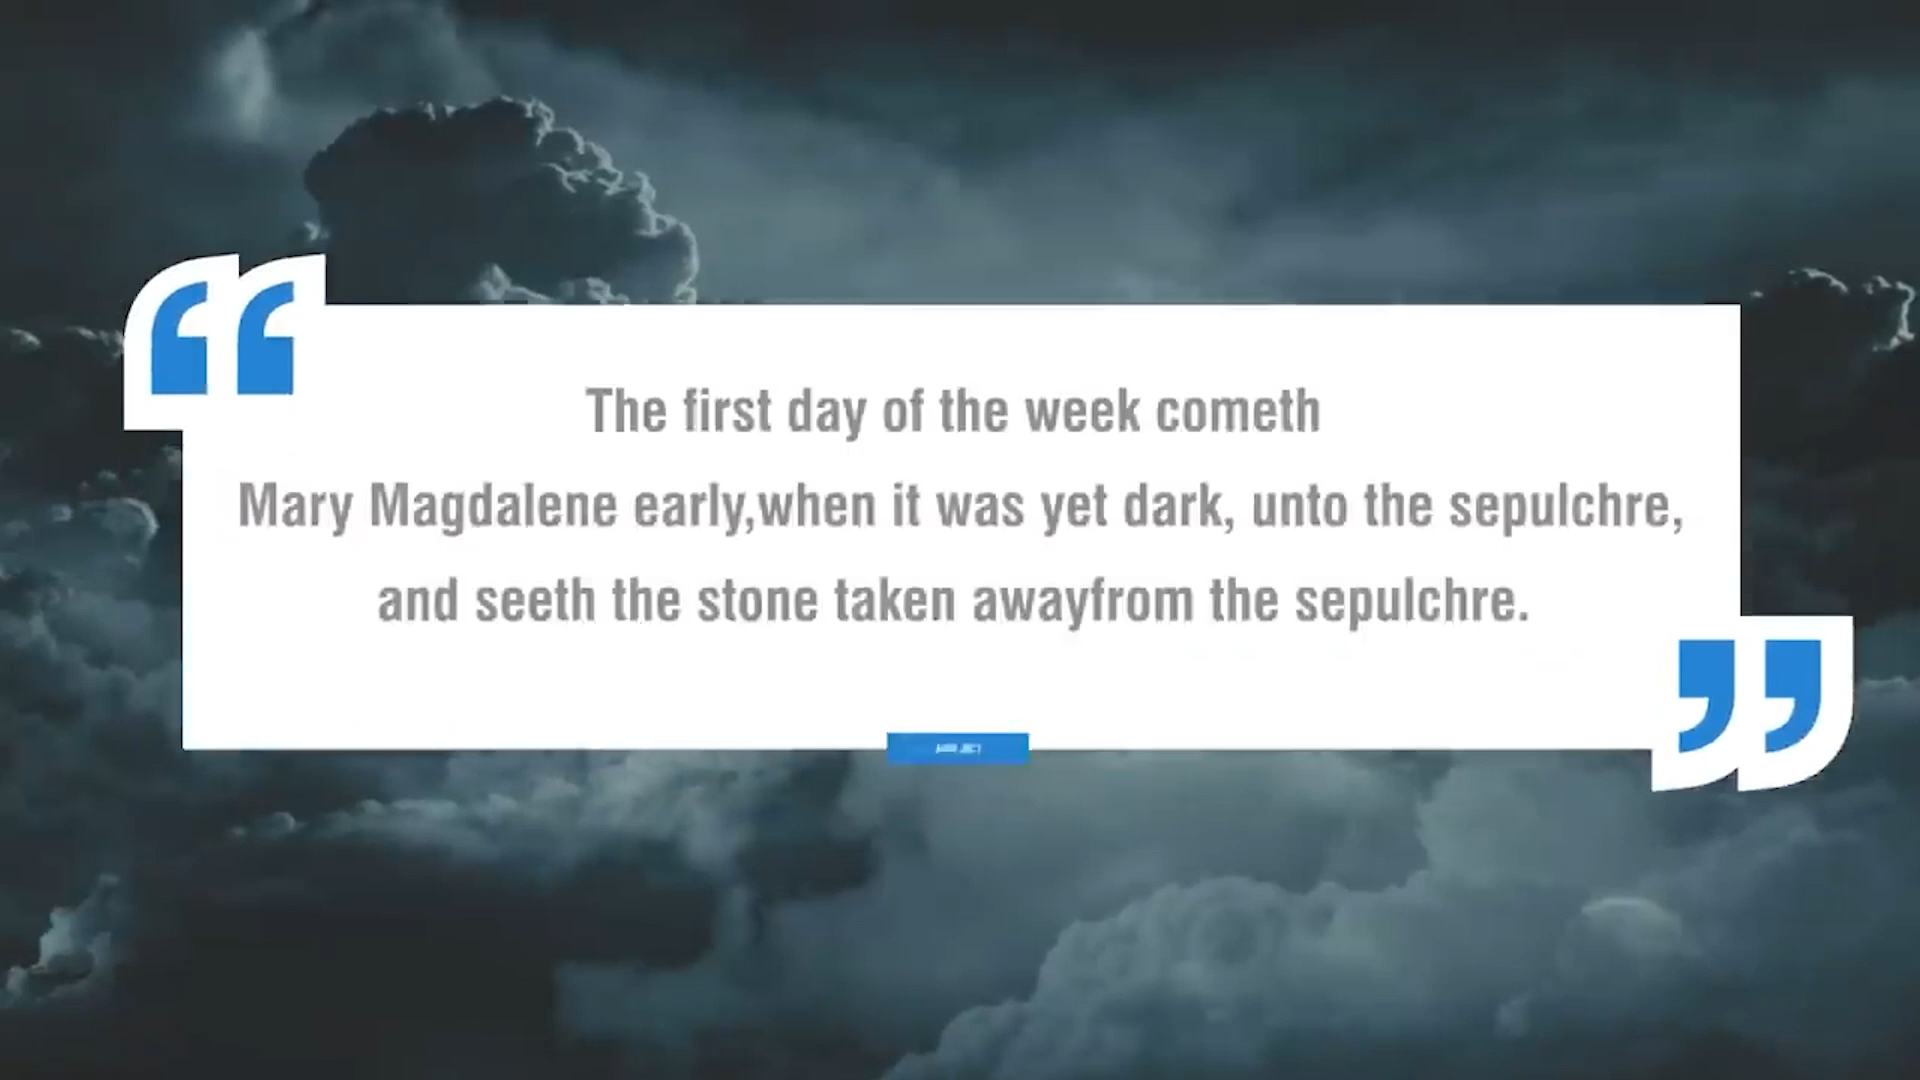 The first day of the week cometh
Mary Magdalene early,when it was yet dark, unto the sepulchre,
and seeth the stone taken awayfrom the sepulchre.